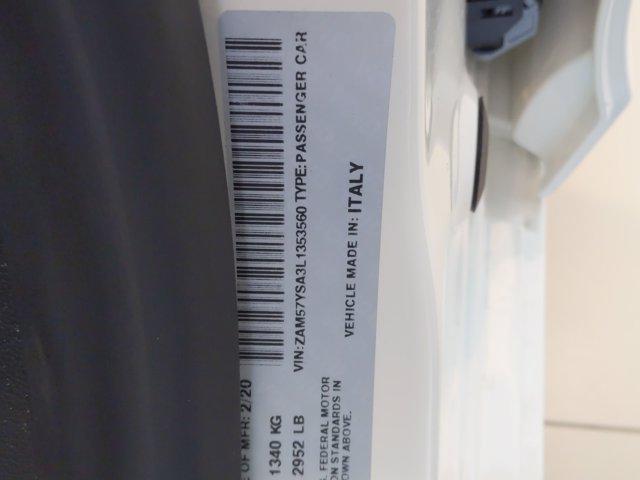 E OF MFR: 2/20
1340 KG
2952 LB
FEDERAL MOTOR
ON STANDARDS IN
OWN ABOVE.
VIN:ZAM57YSA3L1353560 TYPE:PASSENGER CAR
VEHICLE MADE IN: ITALY